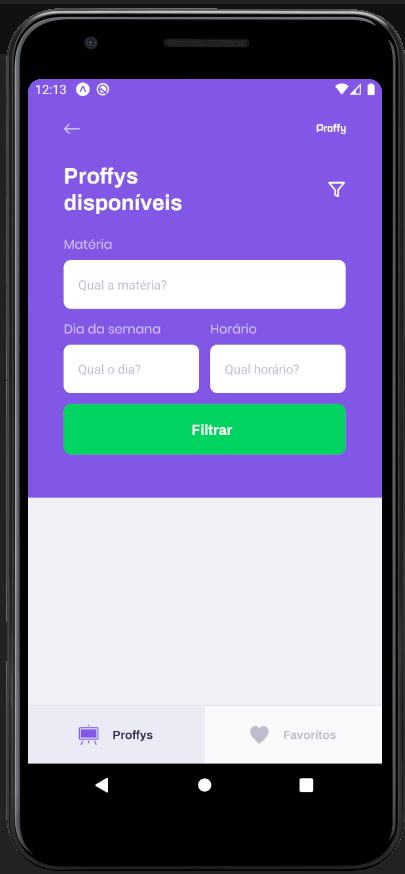 12:13
Proffy
Proffys
disponíveis
Matéria
Qual a matéria?
Dia da semana Horário
Qual o dia? Qual horário?
Filtrar
Proffys Favoritos